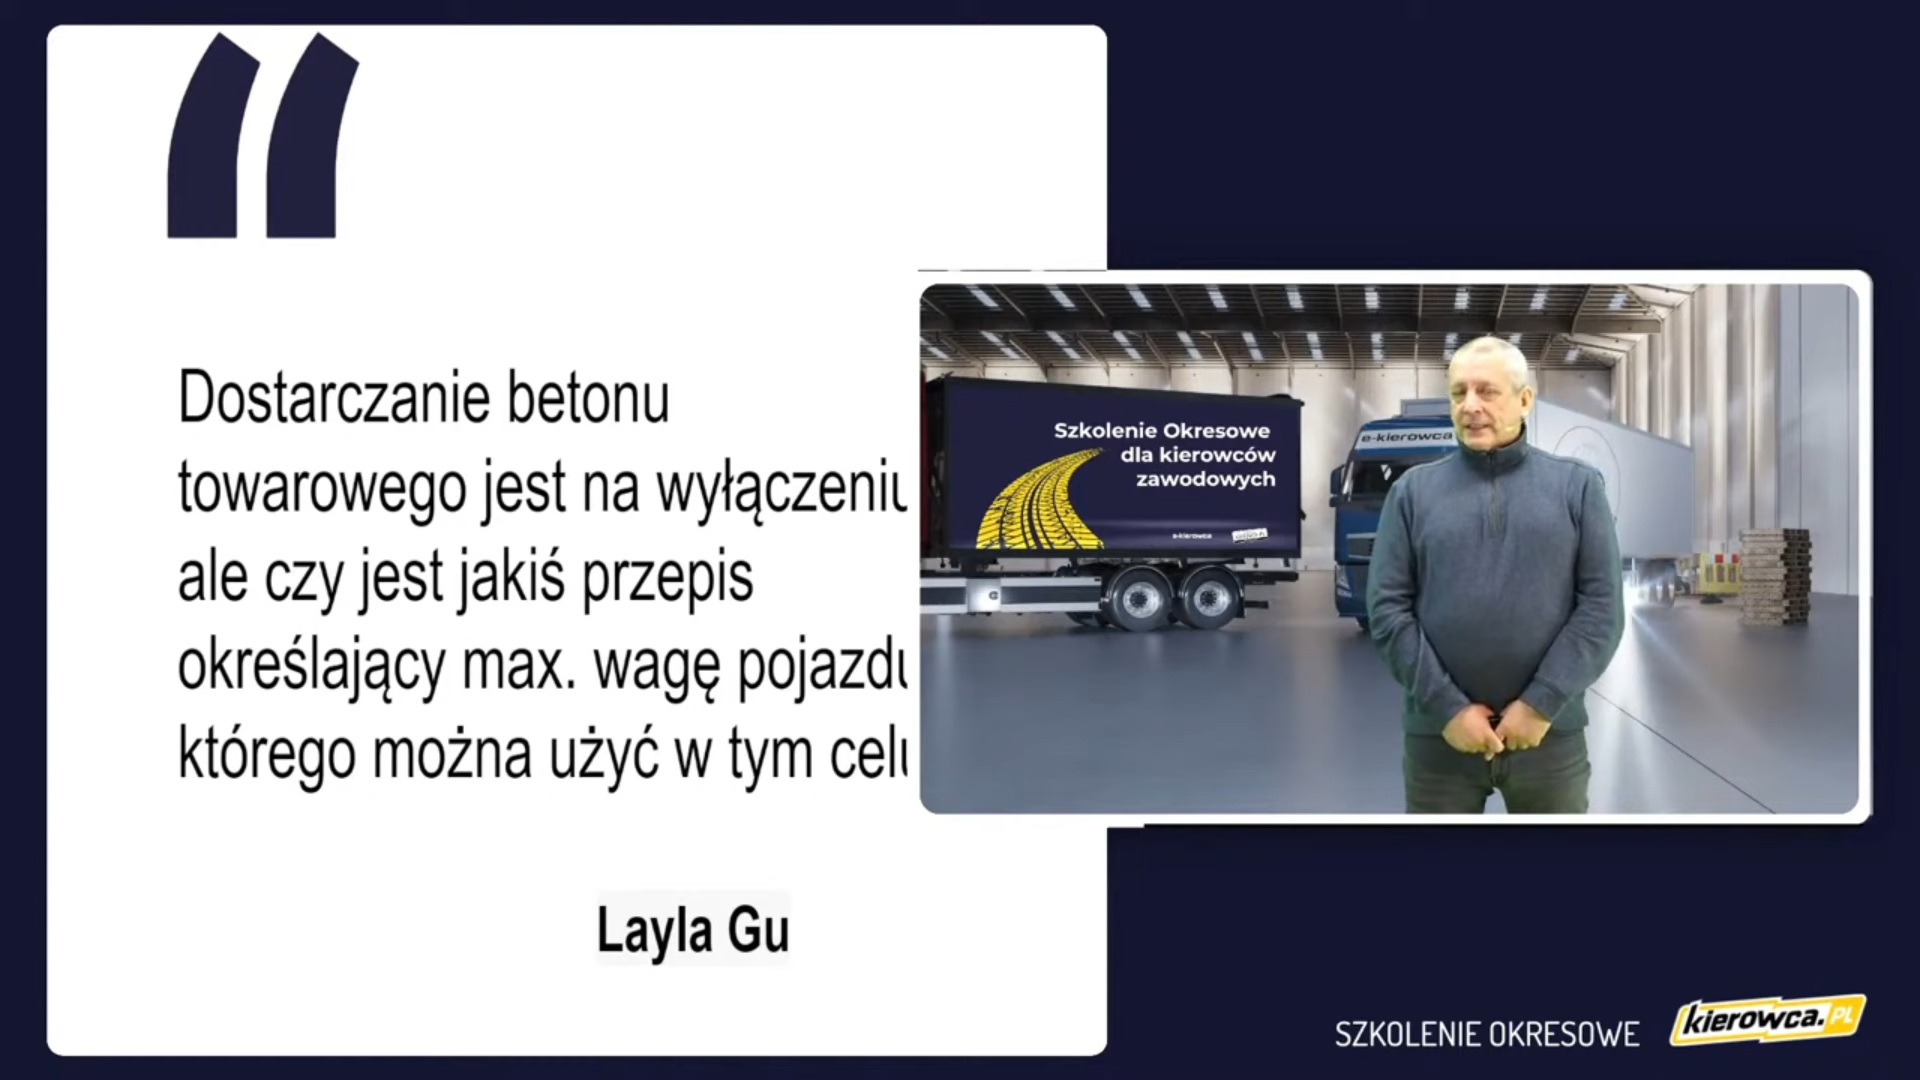 Dostarczanie betonu
towarowego jest na wyłączeniu
ale czy jest jakiś przepis
określający max. wagę pojazdu
którego można użyć w tym celu
Layla Gu
Szkolenie Okresowe
dla kierowców
zawodowych
e-kierowca
e-kierowca
SZKOLENIE OKRESOWE
kierowca.PL